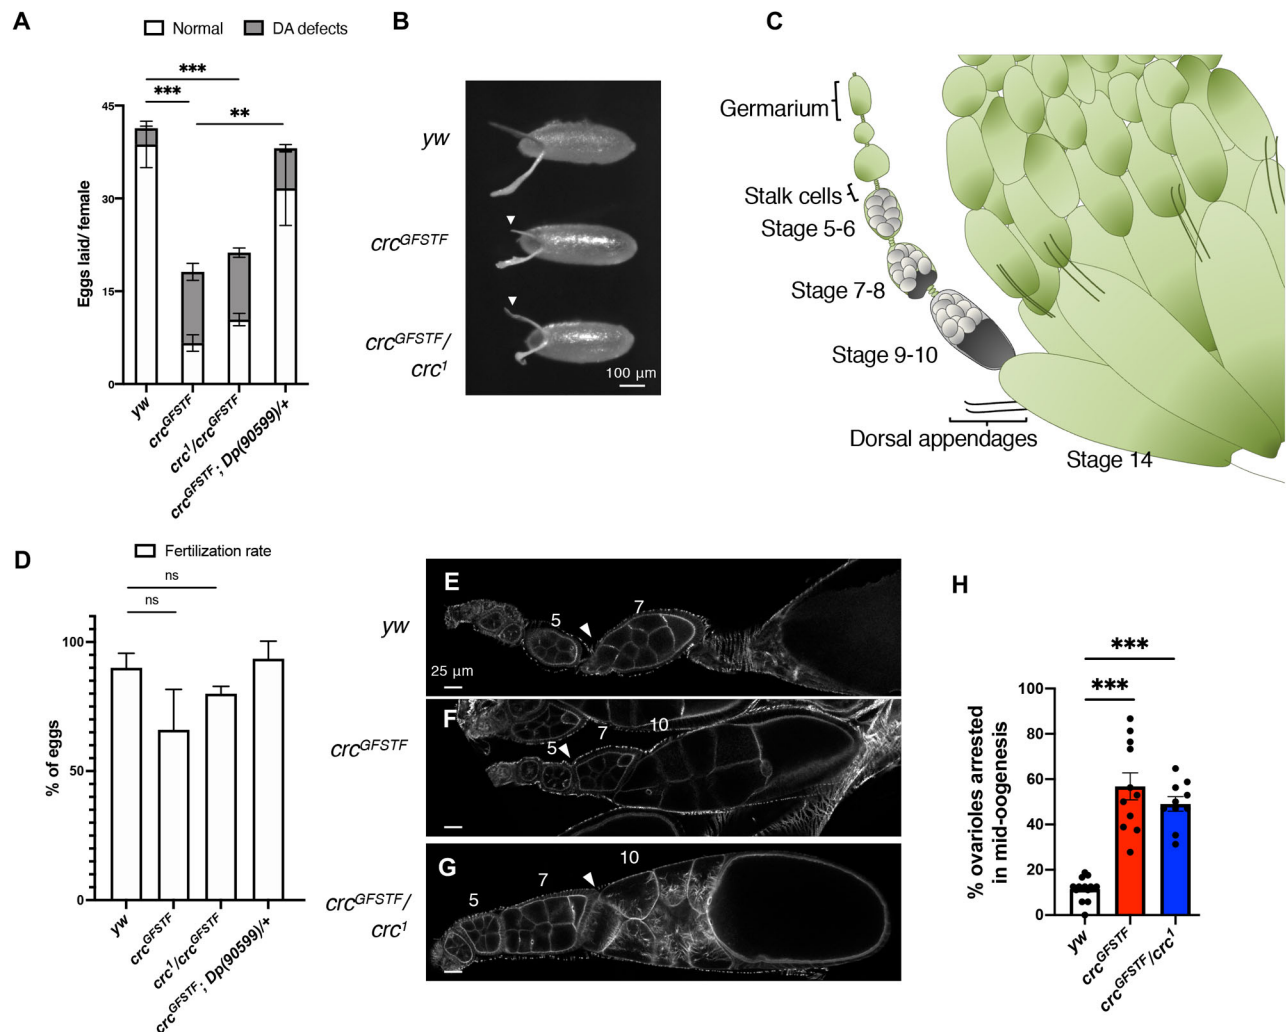 A
Normal
DA defects
***
***
**
45
30
15
0
Eggs laid/ female
yw
crc^GFSTF
crc^1/crc^GFSTF
crc^GFSTF; Dp(90599)/+
B
yw
crc^GFSTF
crc^GFSTF/
crc^1
100 µm
C
Germarium
Stalk cells
Stage 5-6
Stage 7-8
Stage 9-10
Dorsal appendages
Stage 14
D
Fertilization rate
ns
ns
100
50
0
% of eggs
yw
crc^GFSTF
crc^1/crc^GFSTF
crc^GFSTF; Dp(90599)/+
yw
E
5
7
25 µm
crc^GFSTF
F
5
7
10
crc^GFSTF/
crc^1
G
5
7
10
H
***
***
100
80
60
40
20
0
% ovarioles arrested
in mid-oogenesis
yw
crc^GFSTF
crc^GFSTF/crc^1